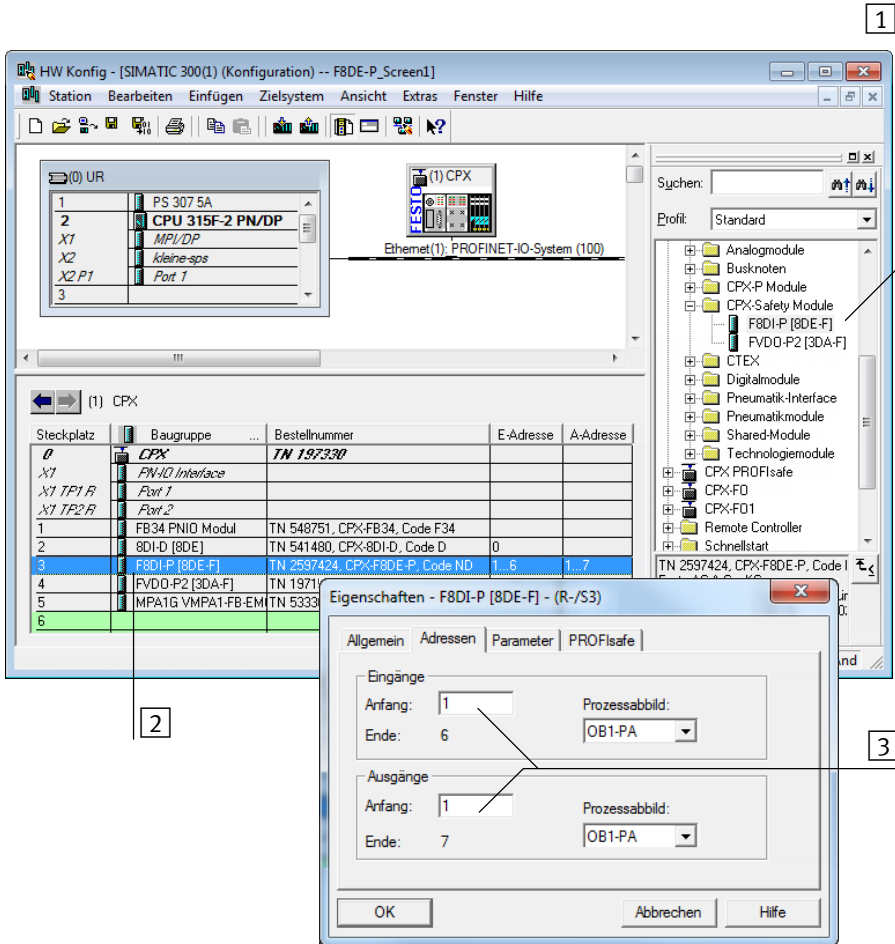 1
HW Konfig - [SIMATIC 300(1) (Konfiguration) -- F8DE-P_Screen1]
Station Bearbeiten Einfügen Zielsystem Ansicht Extras Fenster Hilfe
(0) UR
1 PS 307 5A
2 CPU 315F-2 PN/DP
X1 MPI/DP
X2 kleine-sps
X2 P1 Port 1
3
(1) CPX
FESTO
Ethernet(1): PROFINET-IO-System (100)
Suchen:
Profil: Standard
Analogmodule
Busknoten
CPX-P Module
CPX-Safety Module
F8DI-P [8DE-F]
FVDO-P2 [3DA-F]
CTEX
Digitalmodule
Pneumatik-Interface
Pneumatikmodule
Shared-Module
Technologiemodule
CPX PROFIsafe
CPX-F0
CPX-F01
Remote Controller
Schnellstart
TN 2597424, CPX-F8DE-P, Code
(1) CPX
Steckplatz Baugruppe ... Bestellnummer E-Adresse A-Adresse
0 CPX TN 197330
X1 PN-IO Interface
X1 TP1 R Port 1
X1 TP2 R Port 2
1 FB34 PNIO Modul TN 548751, CPX-FB34, Code F34
2 8DI-D [8DE] TN 541480, CPX-8DI-D, Code D 0
3 F8DI-P [8DE-F] TN 2597424, CPX-F8DE-P, Code ND 1...6 1...7
4 FVDO-P2 [3DA-F] TN 1971
5 MPA1G VMPA1-FB-EMI TN 5333
6
2
Eigenschaften - F8DI-P [8DE-F] - (R-/S3)
Allgemein Adressen Parameter PROFIsafe
Eingänge
Anfang: 1 Prozessabbild:
Ende: 6 OB1-PA
3
Ausgänge
Anfang: 1 Prozessabbild:
Ende: 7 OB1-PA
OK Abbrechen Hilfe